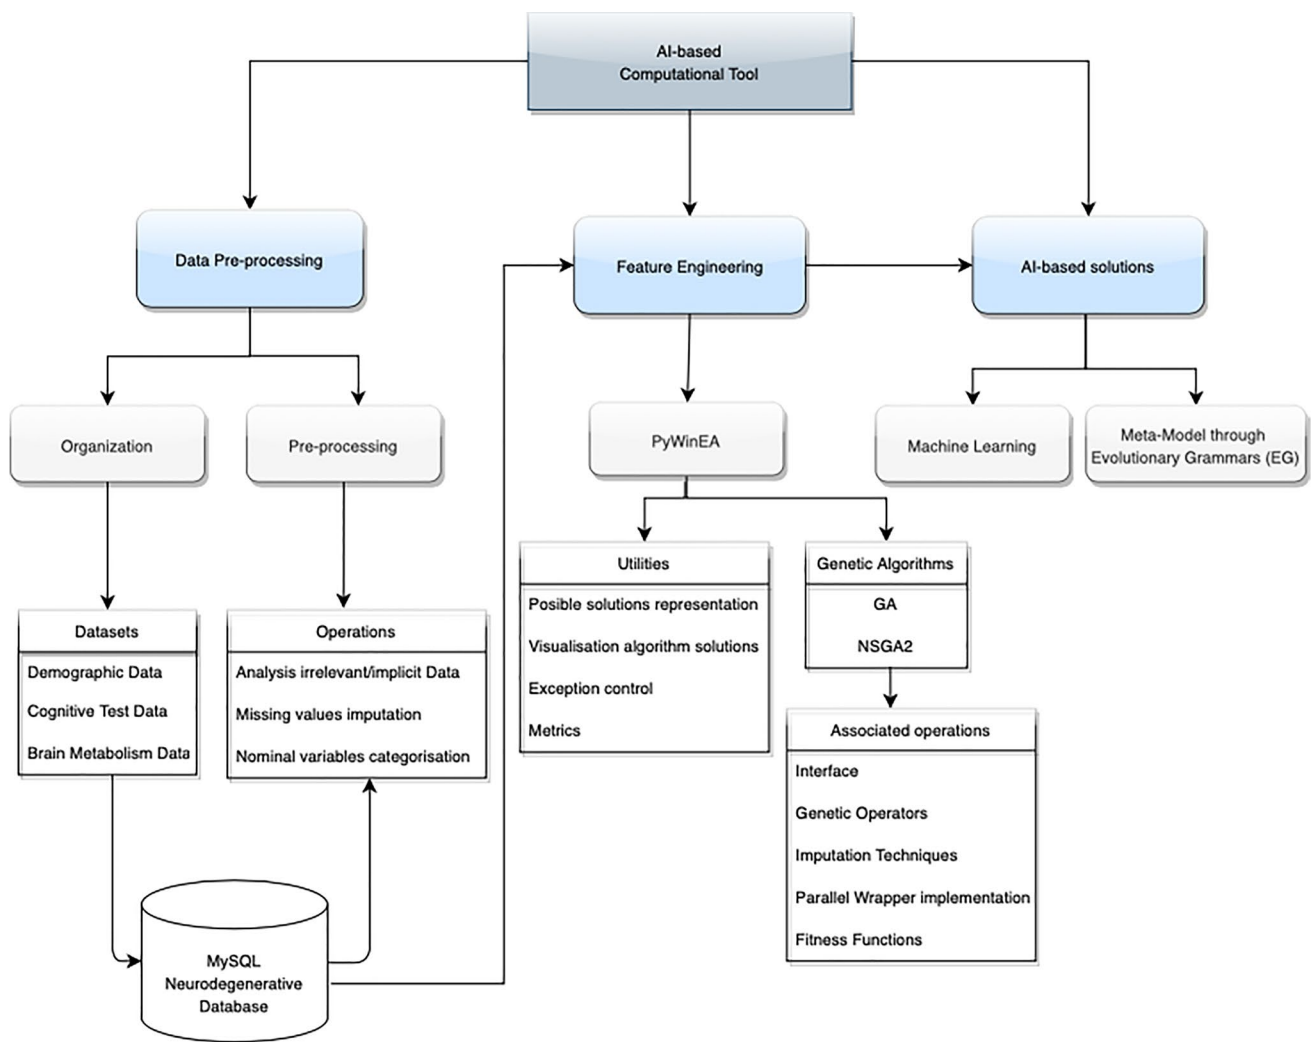 AI-based
Computational Tool
Data Pre-processing
Feature Engineering
AI-based solutions
Organization
Pre-processing
PyWinEA
Machine Learning
Meta-Model through
Evolutionary Grammars (EG)
Utilities
Posible solutions representation
Visualisation algorithm solutions
Exception control
Metrics
Genetic Algorithms
GA
NSGA2
Datasets
Demographic Data
Cognitive Test Data
Brain Metabolism Data
Operations
Analysis irrelevant/implicit Data
Missing values imputation
Nominal variables categorisation
Associated operations
Interface
Genetic Operators
Imputation Techniques
Parallel Wrapper implementation
Fitness Functions
MySQL
Neurodegenerative
Database